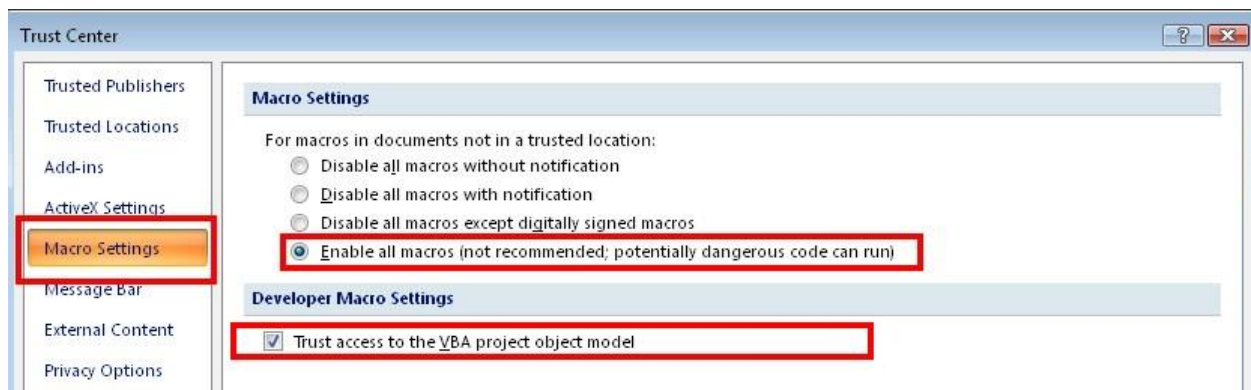 Trust Center
Trusted Publishers
Trusted Locations
Add-ins
ActiveX Settings
Macro Settings
Message Bar
External Content
Privacy Options
Macro Settings
For macros in documents not in a trusted location:
Disable all macros without notification
Disable all macros with notification
Disable all macros except digitally signed macros
Enable all macros (not recommended; potentially dangerous code can run)
Developer Macro Settings
Trust access to the VBA project object model